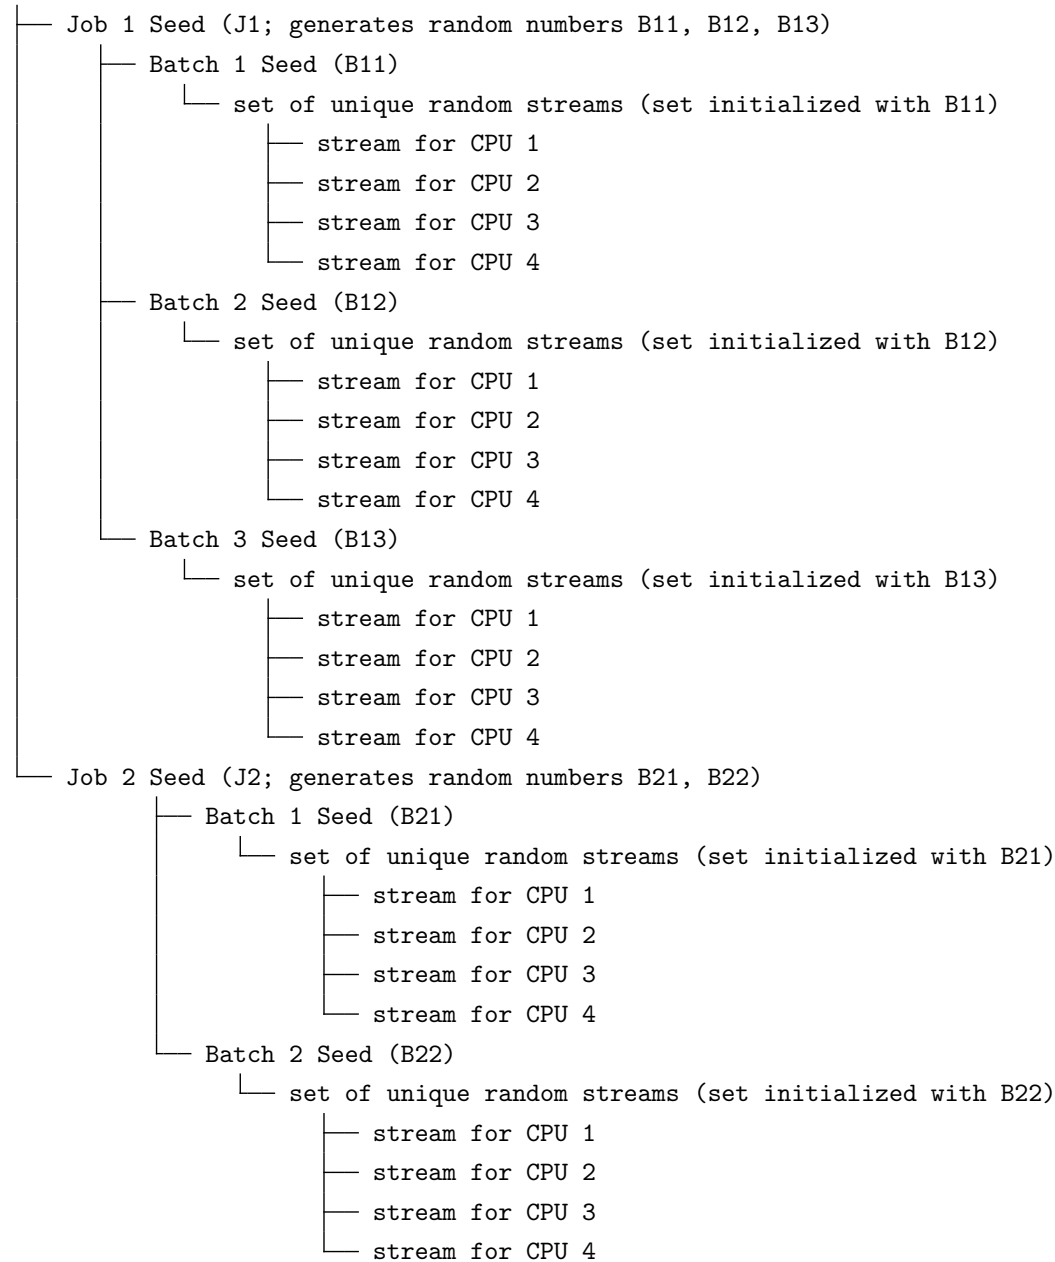 Job 1 Seed (J1; generates random numbers B11, B12, B13)
Batch 1 Seed (B11)
set of unique random streams (set initialized with B11)
stream for CPU 1
stream for CPU 2
stream for CPU 3
stream for CPU 4
Batch 2 Seed (B12)
set of unique random streams (set initialized with B12)
stream for CPU 1
stream for CPU 2
stream for CPU 3
stream for CPU 4
Batch 3 Seed (B13)
set of unique random streams (set initialized with B13)
stream for CPU 1
stream for CPU 2
stream for CPU 3
stream for CPU 4
Job 2 Seed (J2; generates random numbers B21, B22)
Batch 1 Seed (B21)
set of unique random streams (set initialized with B21)
stream for CPU 1
stream for CPU 2
stream for CPU 3
stream for CPU 4
Batch 2 Seed (B22)
set of unique random streams (set initialized with B22)
stream for CPU 1
stream for CPU 2
stream for CPU 3
stream for CPU 4